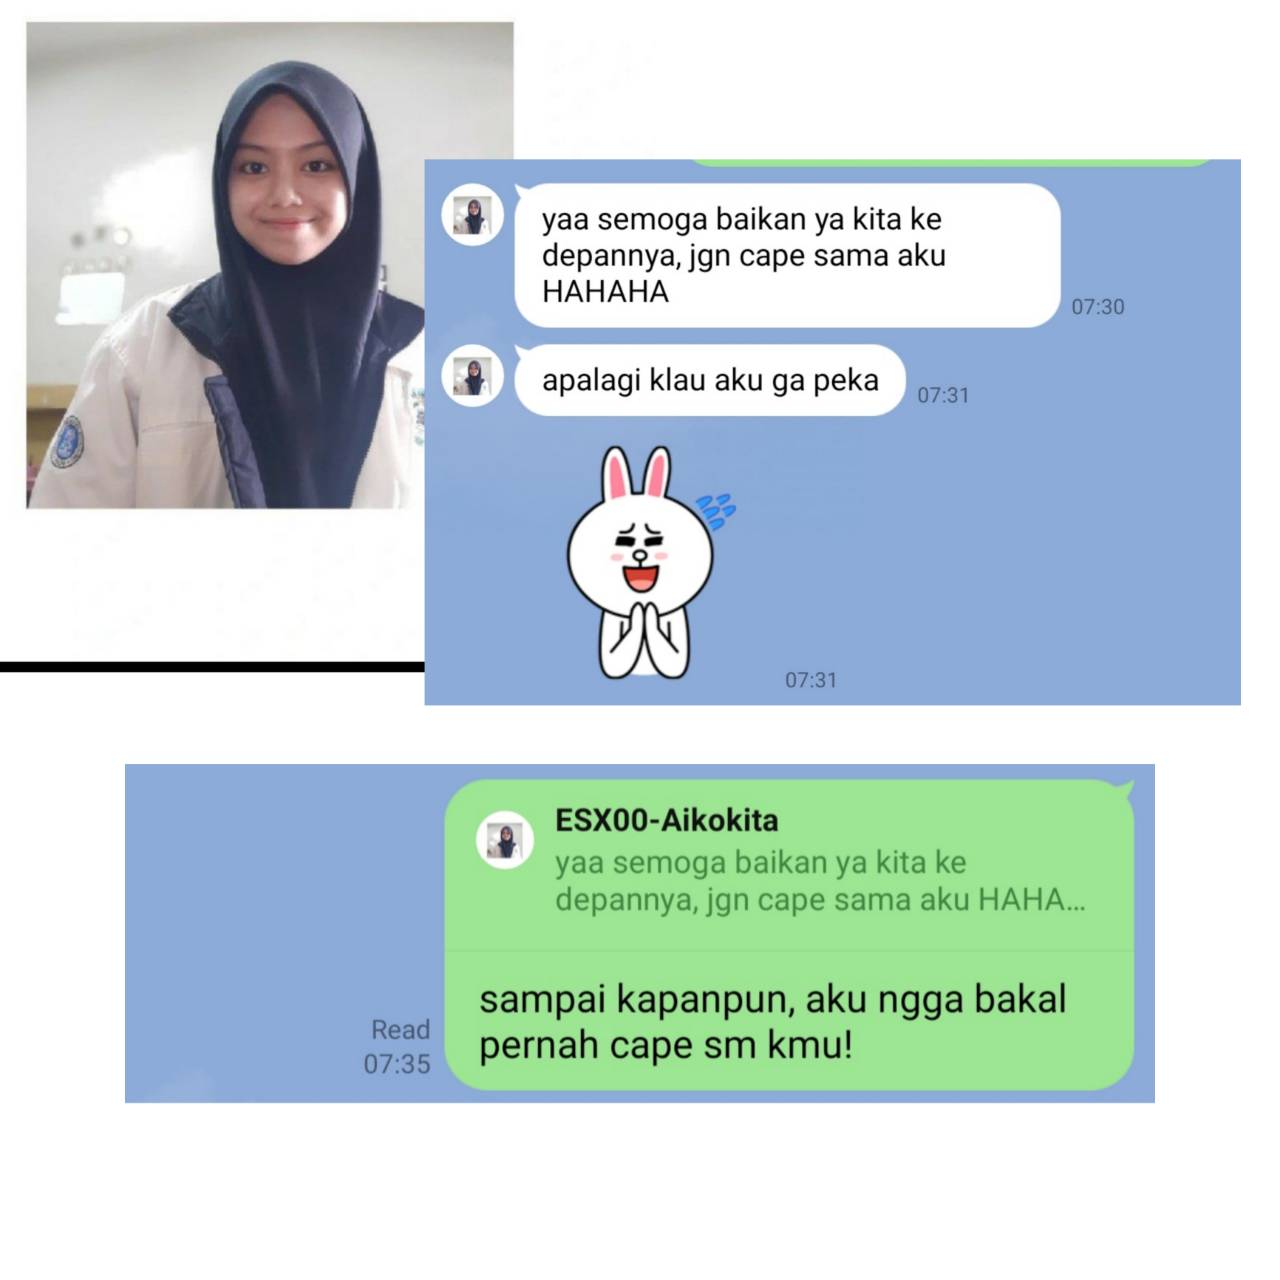 yaa semoga baikan ya kita ke
depannya, jgn cape sama aku
HAHAHA
07:30
apalagi klau aku ga peka
07:31
07:31
ESX00-Aikokita
yaa semoga baikan ya kita ke
depannya, jgn cape sama aku HAHA...
sampai kapanpun, aku ngga bakal
pernah cape sm kmu!
Read
07:35